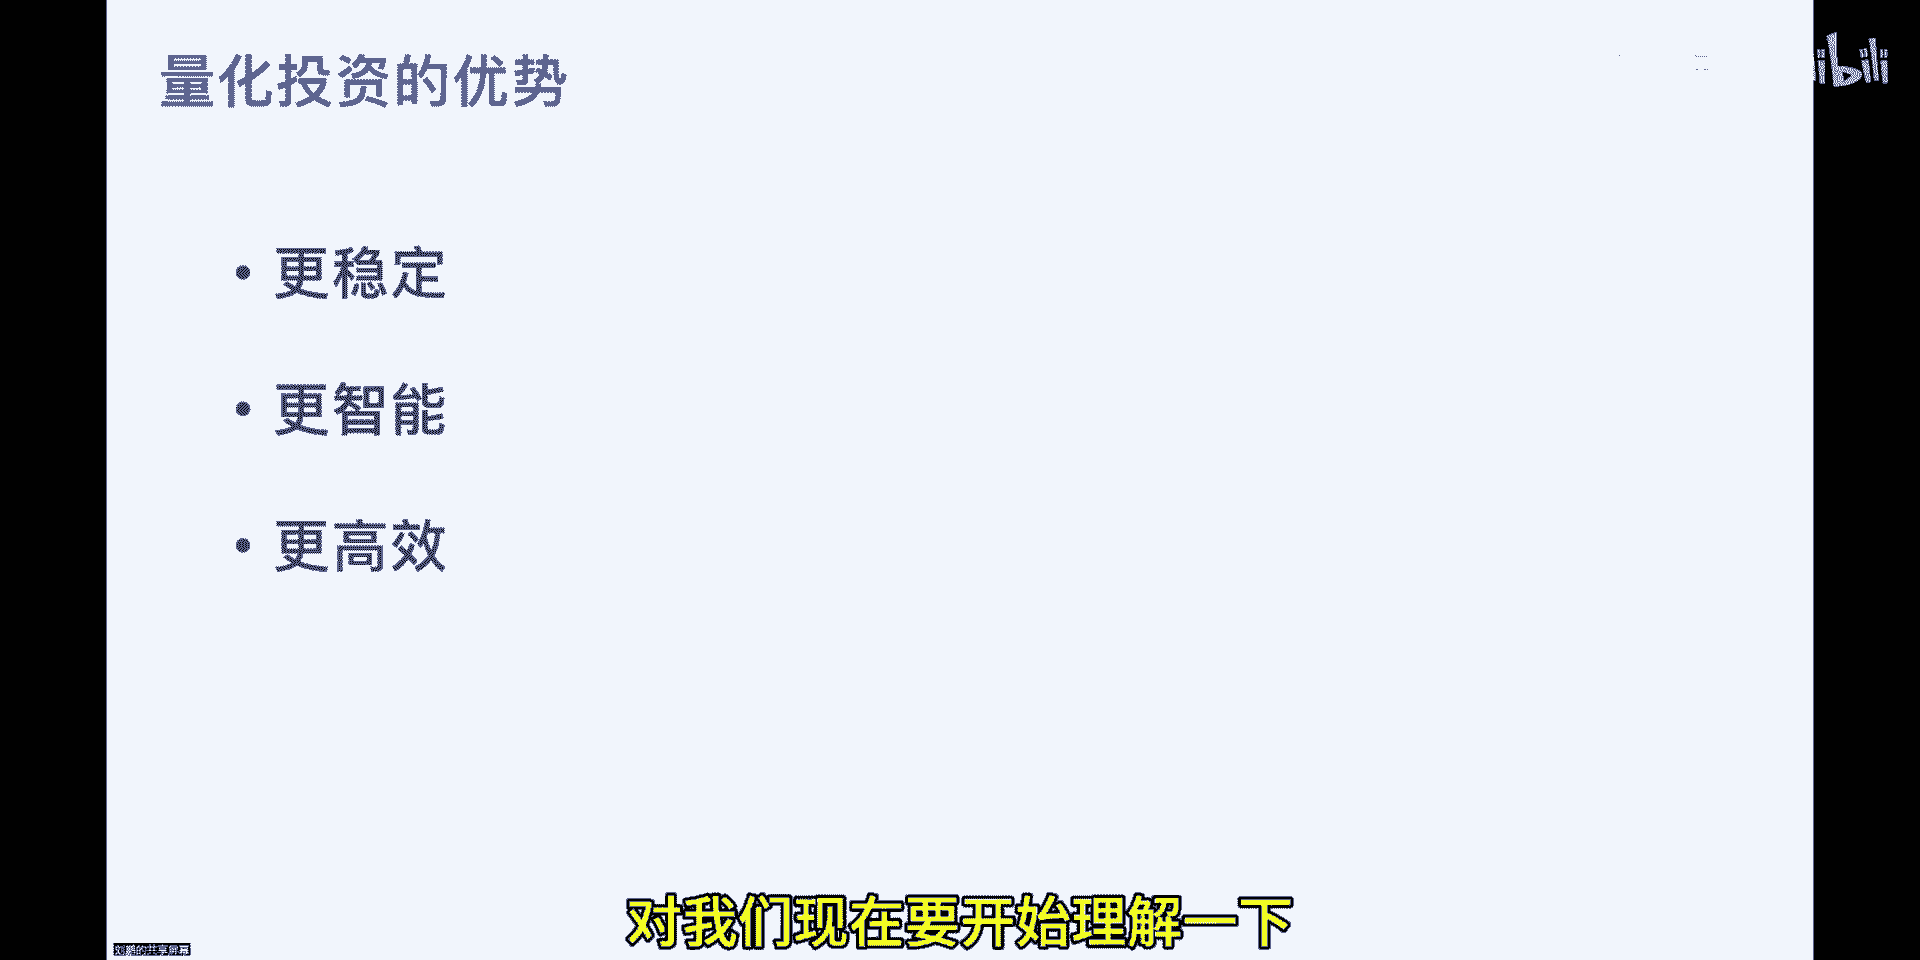 量化投资的优势
ibili
• 更稳定
• 更智能
• 更高效
对我们现在要开始理解一下
刘鹏的共享屏幕